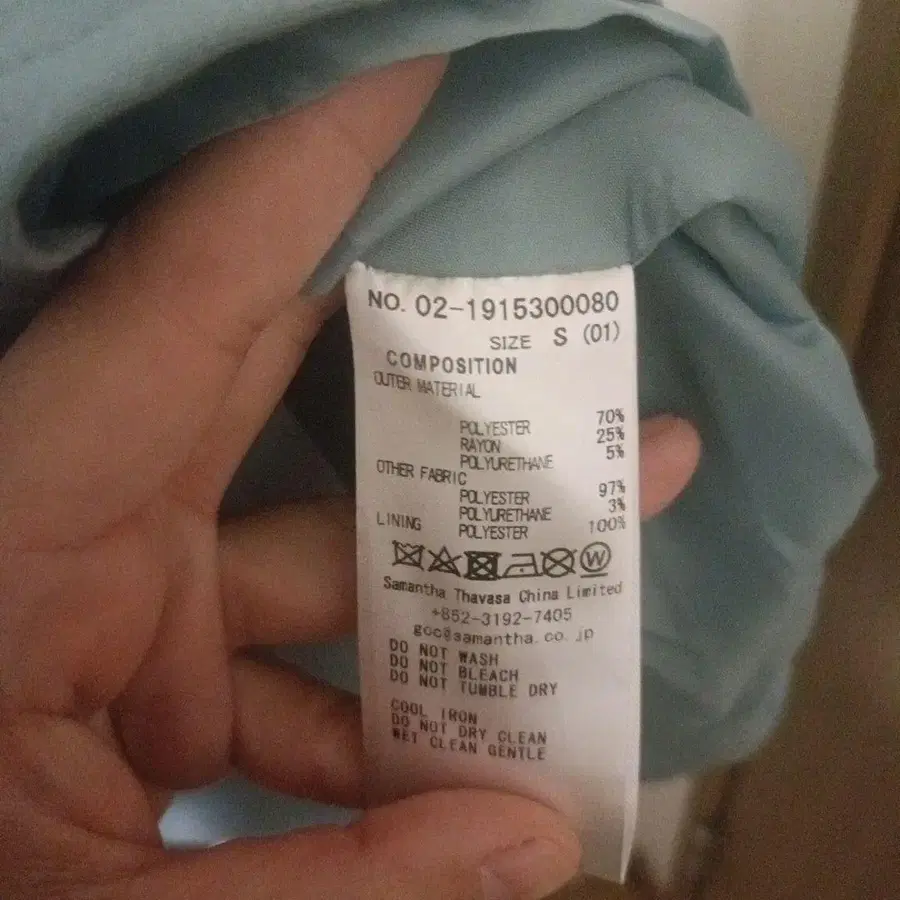 NO. 02-1915300080
SIZE S (01)
COMPOSITION
OUTER MATERIAL
POLYESTER 70%
RAYON 25%
POLYURETHANE 5%
OTHER FABRIC
POLYESTER 97%
POLYURETHANE 3%
LINING POLYESTER 100%
W
Samantha Thavasa China Limited
+852-3192-7405
gcc@samantha.co.jp
DO NOT WASH
DO NOT BLEACH
DO NOT TUMBLE DRY
COOL IRON
DO NOT DRY CLEAN
WET CLEAN GENTLE